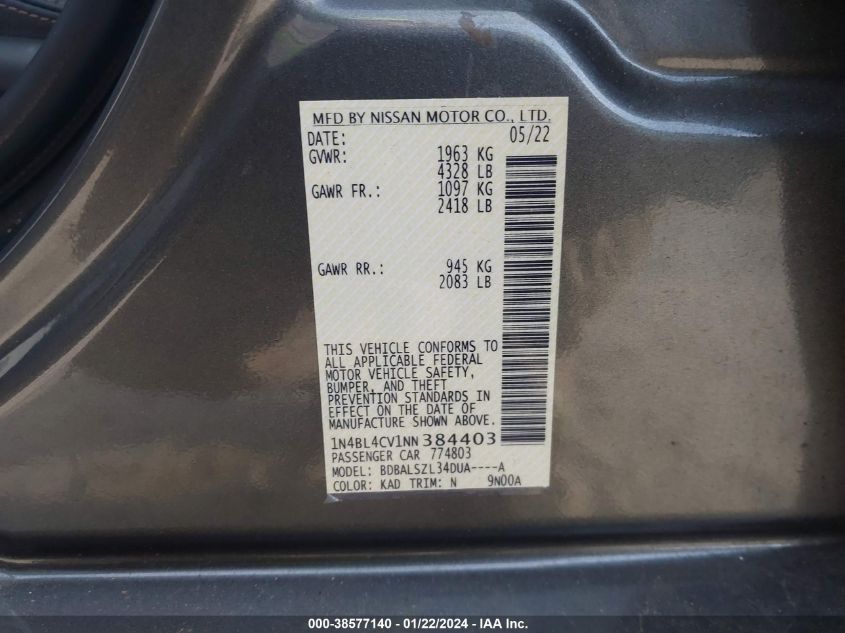 MFD BY NISSAN MOTOR CO., LTD.
DATE: 05/22
GVWR: 1963 KG
4328 LB
GAWR FR.: 1097 KG
2418 LB
GAWR RR.: 945 KG
2083 LB
THIS VEHICLE CONFORMS TO
ALL APPLICABLE FEDERAL
MOTOR VEHICLE SAFETY,
BUMPER, AND THEFT
PREVENTION STANDARDS IN
EFFECT ON THE DATE OF
MANUFACTURE SHOWN ABOVE.
1N4BL4CV1NN384403
PASSENGER CAR 774803
MODEL: BDBALSZL34DUA----A
COLOR: KAD TRIM: N 9N00A
000-38577140 - 01/22/2024 - IAA Inc.